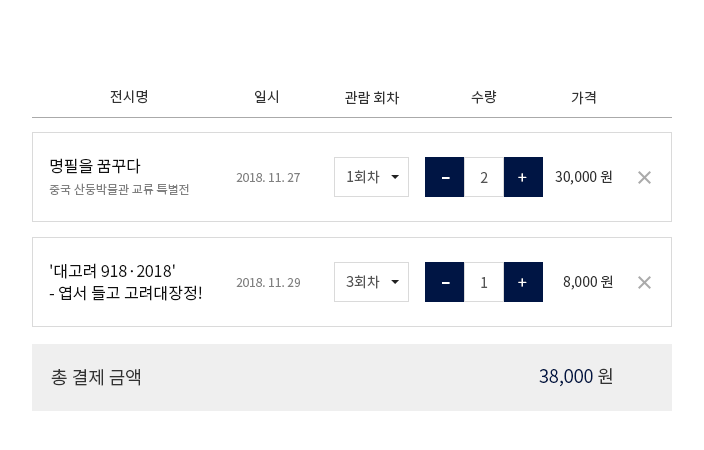 전시명 일시 관람 회차 수량 가격
명필을 꿈꾸다
중국 산둥박물관 교류 특별전
2018. 11. 27 1회차 - 2 + 30,000 원 ×
'대고려 918·2018'
- 엽서 들고 고려대장정!
2018. 11. 29 3회차 - 1 + 8,000 원 ×
총 결제 금액 38,000 원